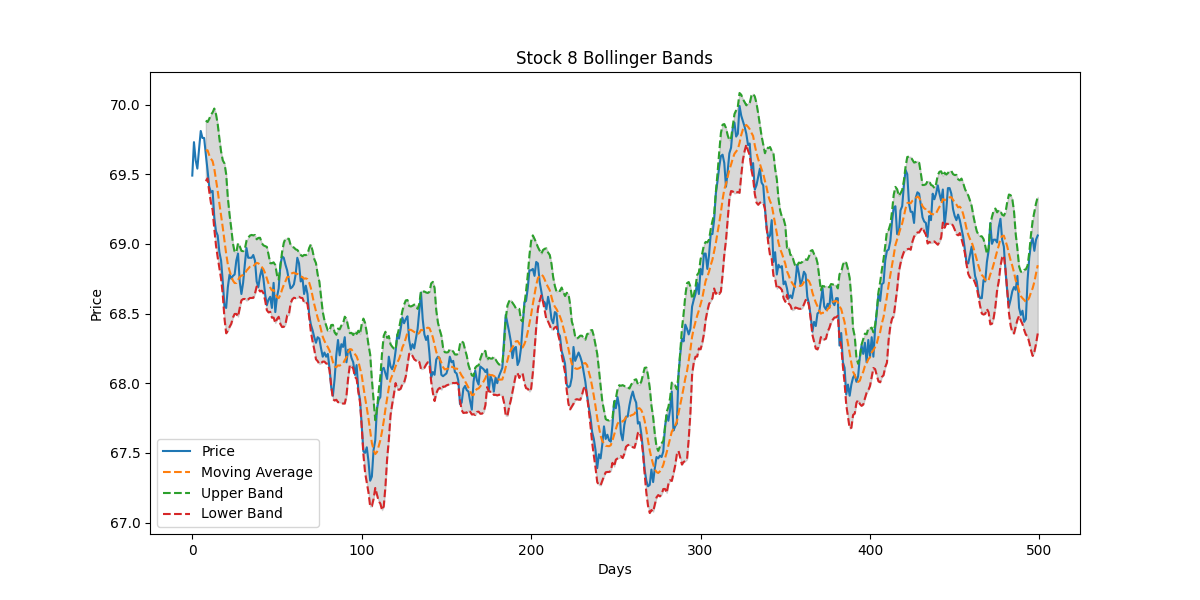 Stock 8 Bollinger Bands
Price
70.0
69.5
69.0
68.5
68.0
67.5
67.0
Price
Moving Average
Upper Band
Lower Band
0 100 200 300 400 500
Days